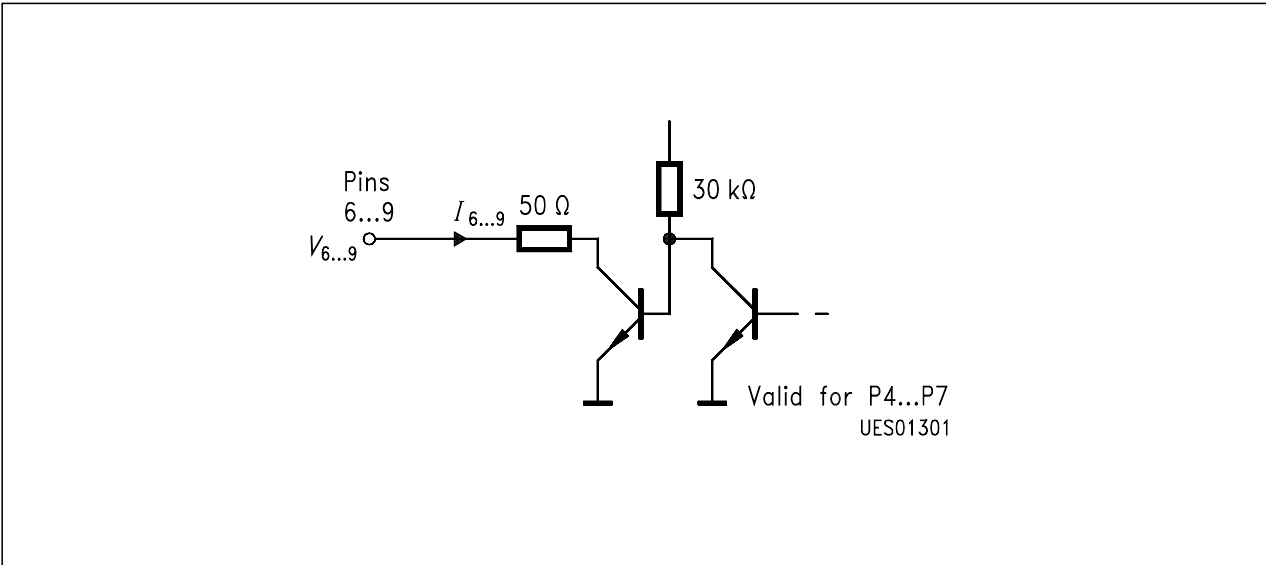 Pins
6...9
V6...9
I 6...9
50 Ω
30 kΩ
Valid for P4...P7
UES01301